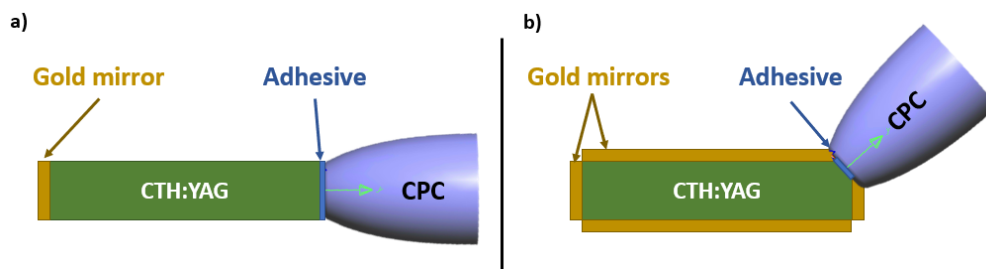 a)
Gold mirror
Adhesive
CTH:YAG
CPC
b)
Gold mirrors
Adhesive
CPC
CTH:YAG